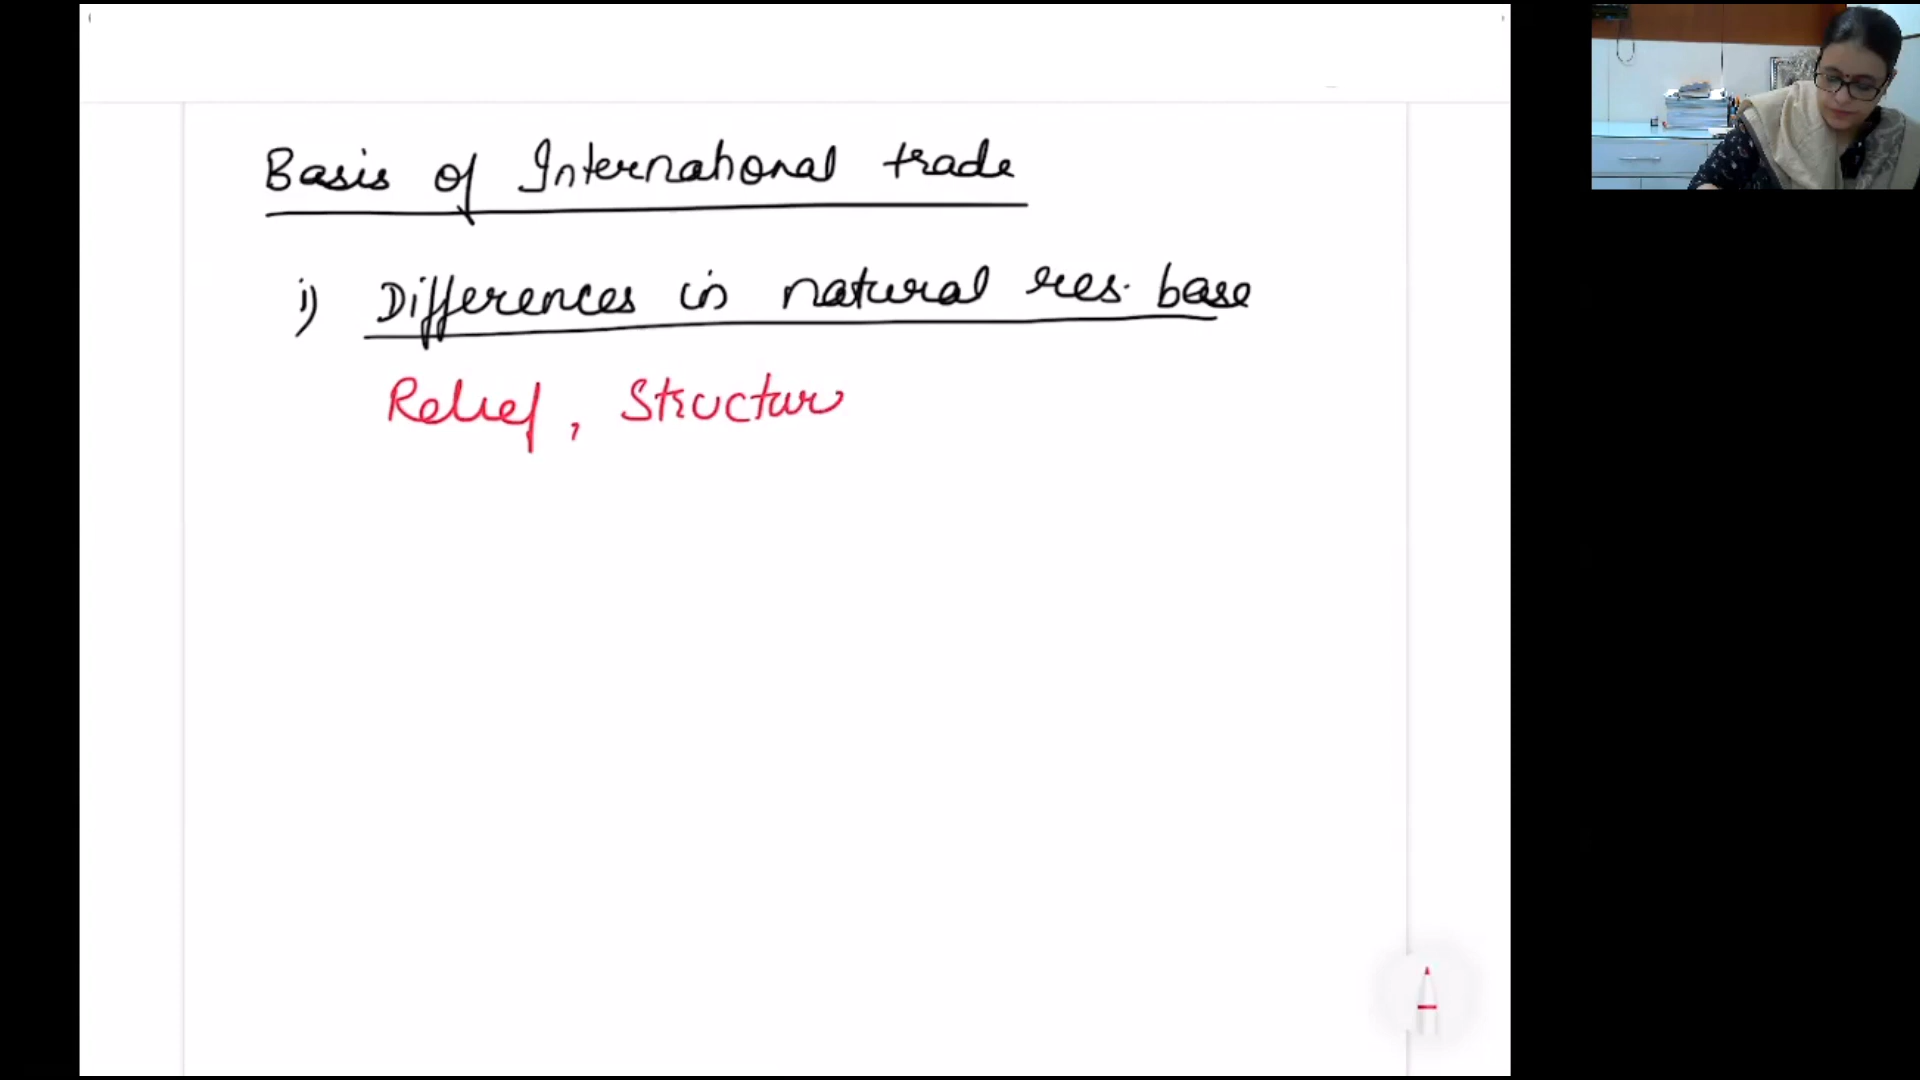 Basis of International trade
i) Differences in natural res. base
Relief, Structur